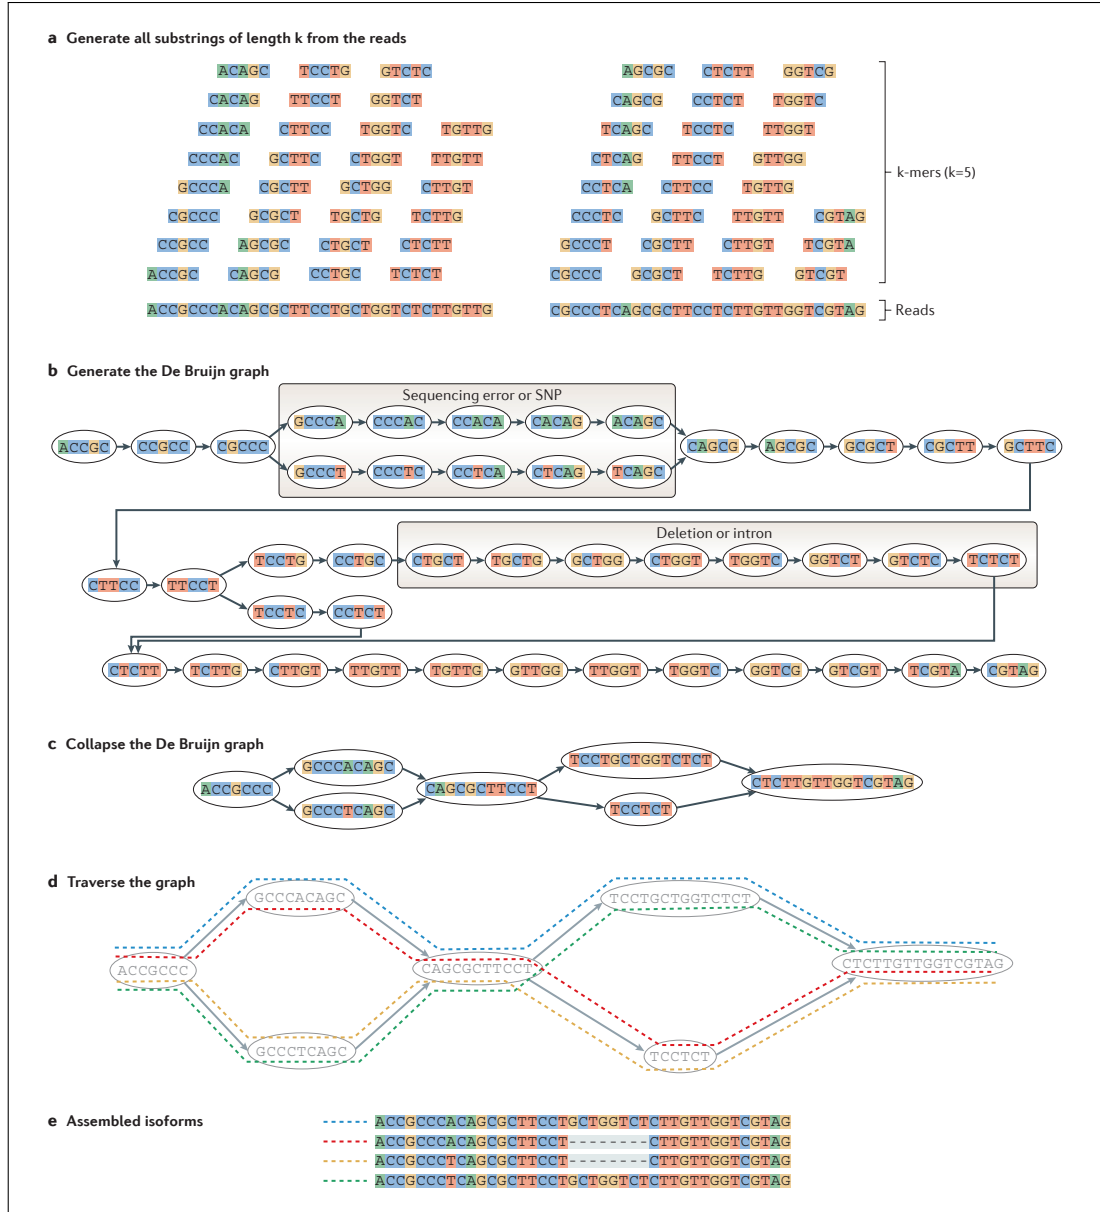 a Generate all substrings of length k from the reads
ACAGC TCCTG GTCTC AGCGC CTCTT GGTCG
CACAG TTCCT GGTCT CAGCG CCTCT TGGTC
CCACA CTTCC TGGTC TGTTG TCAGC TCCTC TTGGT
CCCAC GCTTC CTGGT TTGTT CTCAG TTCCT GTTGG
k-mers (k=5)
GCCCA CGCTT GCTGG CTTGT CCTCA CTTCC TGTTG
CGCCC GCGCT TGCTG TCTTG CCCTC GCTTC TTGTT CGTAG
CCGCC AGCGC CTGCT CTCTT GCCCT CGCTT CTTGT TCGTA
ACCGC CAGCG CCTGC TCTCT CGCCC GCGCT TCTTG GTCGT
ACCGCCCACAGCGCTTCCTGCTGGTCTCTTGTTG CGCCCTCAGCGCTTCCTCTTGTTGGTCGTAG Reads
b Generate the De Bruijn graph
Sequencing error or SNP
GCCCA CCCAC CCACA CACAG ACAGC
ACCGC CCGCC CGCCC CAGCG AGCGC GCGCT CGCTT GCTTC
GCCCT CCCTC CCTCA CTCAG TCAGC
Deletion or intron
TCCTG CCTGC CTGCT TGCTG GCTGG CTGGT TGGTC GGTCT GTCTC TCTCT
CTTCC TTCCT
TCCTC CCTCT
CTCTT TCTTG CTTGT TTGTT TGTTG GTTGG TTGGT TGGTC GGTCG GTCGT TCGTA CGTAG
c Collapse the De Bruijn graph
GCCCACAGC TCCTGCTGGTCTCT
ACCGCCC CAGCGCTTCCT CTCTTGTTGGTCGTAG
GCCCTCAGC TCCTCT
d Traverse the graph
GCCCACAGC TCCTGCTGGTCTCT
ACCGCCC CAGCGCTTCCT CTCTTGTTGGTCGTAG
GCCCTCAGC TCCTCT
e Assembled isoforms
ACCGCCCACAGCGCTTCCTGCTGGTCTCTTGTTGGTCGTAG
ACCGCCCACAGCGCTTCCT--------CTTGTTGGTCGTAG
ACCGCCCTCAGCGCTTCCT--------CTTGTTGGTCGTAG
ACCGCCCTCAGCGCTTCCTGCTGGTCTCTTGTTGGTCGTAG